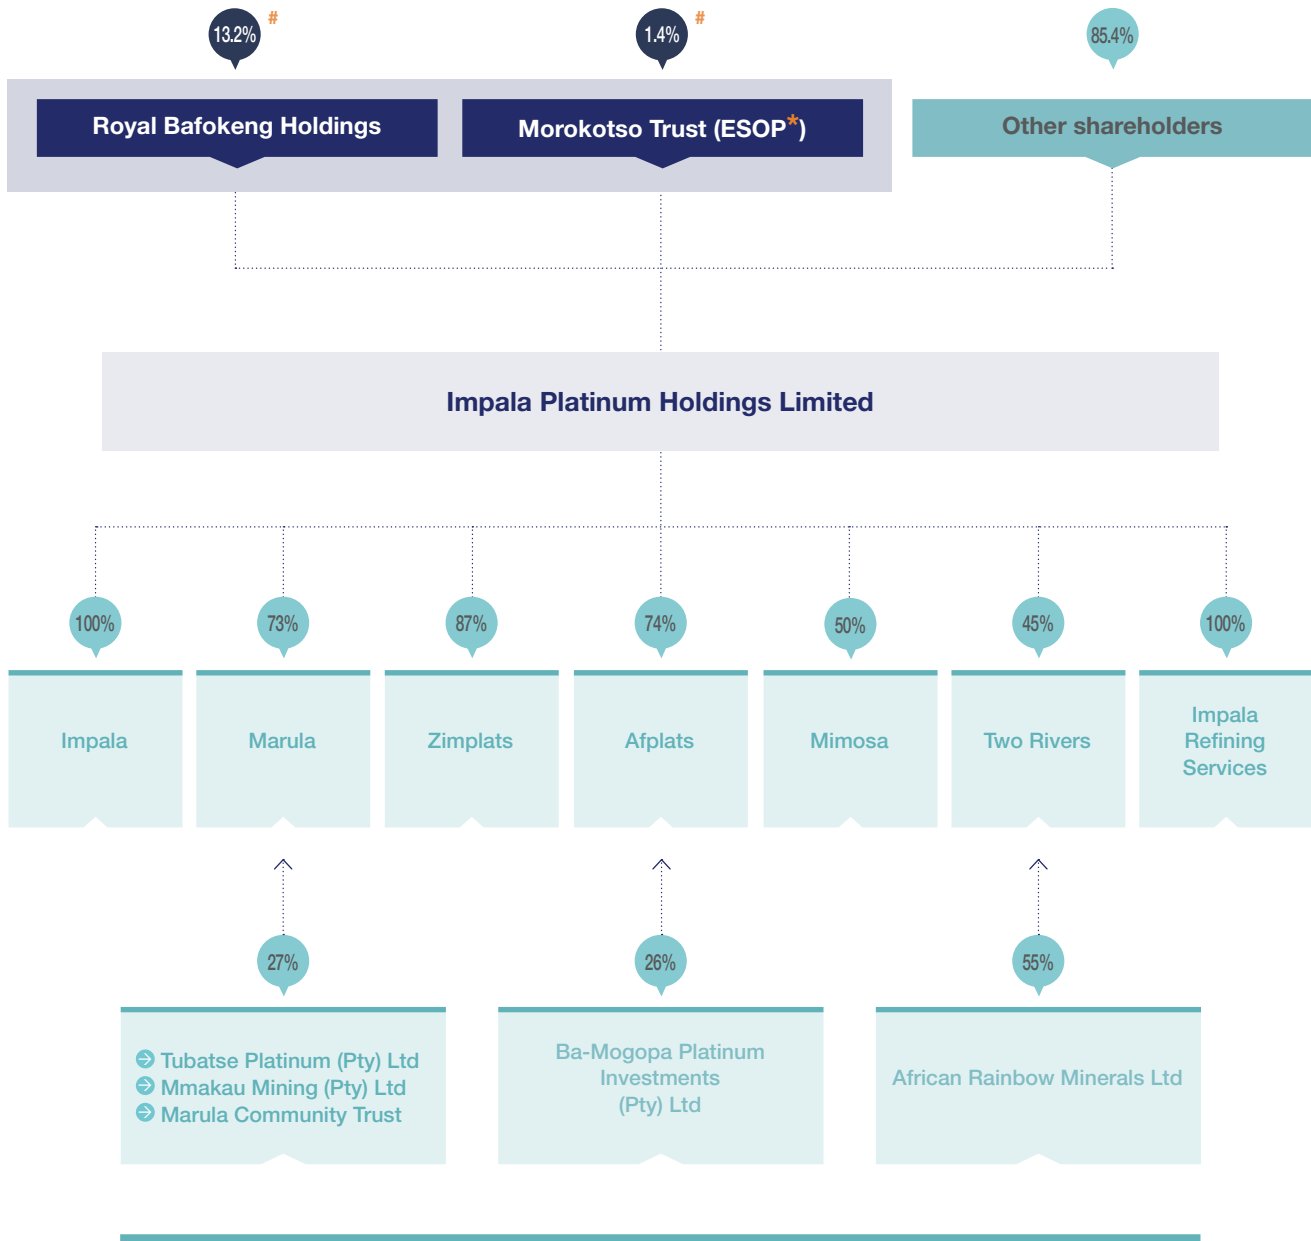 13.2% #
1.4% #
85.4%
Royal Bafokeng Holdings
Morokotso Trust (ESOP*)
Other shareholders
Impala Platinum Holdings Limited
100%
73%
87%
74%
50%
45%
100%
Impala
Marula
Zimplats
Afplats
Mimosa
Two Rivers
Impala
Refining
Services
27%
26%
55%
Tubatse Platinum (Pty) Ltd
Mmakau Mining (Pty) Ltd
Marula Community Trust
Ba-Mogopa Platinum
Investments
(Pty) Ltd
African Rainbow Minerals Ltd